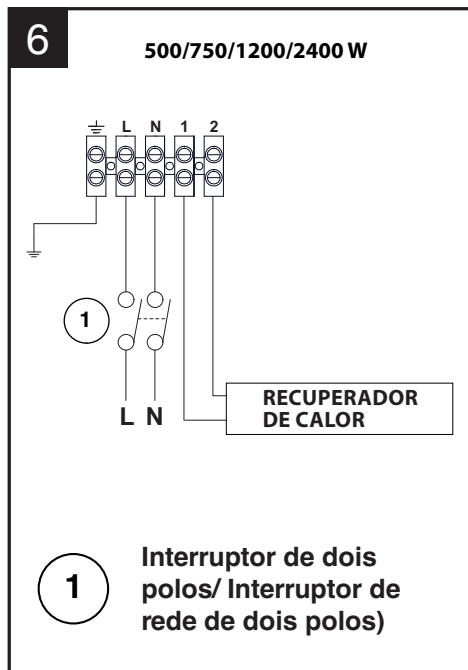 6
500/750/1200/2400 W
L N 1 2
1
L N
RECUPERADOR
DE CALOR
1
Interruptor de dois
polos/ Interruptor de
rede de dois polos)